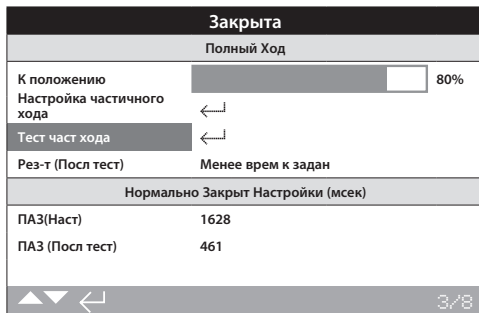 Закрыта
Полный Ход
К положению 80%
Настройка частичного
хода
Тест част хода
Рез-т (Посл тест) Менее врем к задан
Нормально Закрыт Настройки (мсек)
ПАЗ(Наст) 1628
ПАЗ (Посл тест) 461
3/8